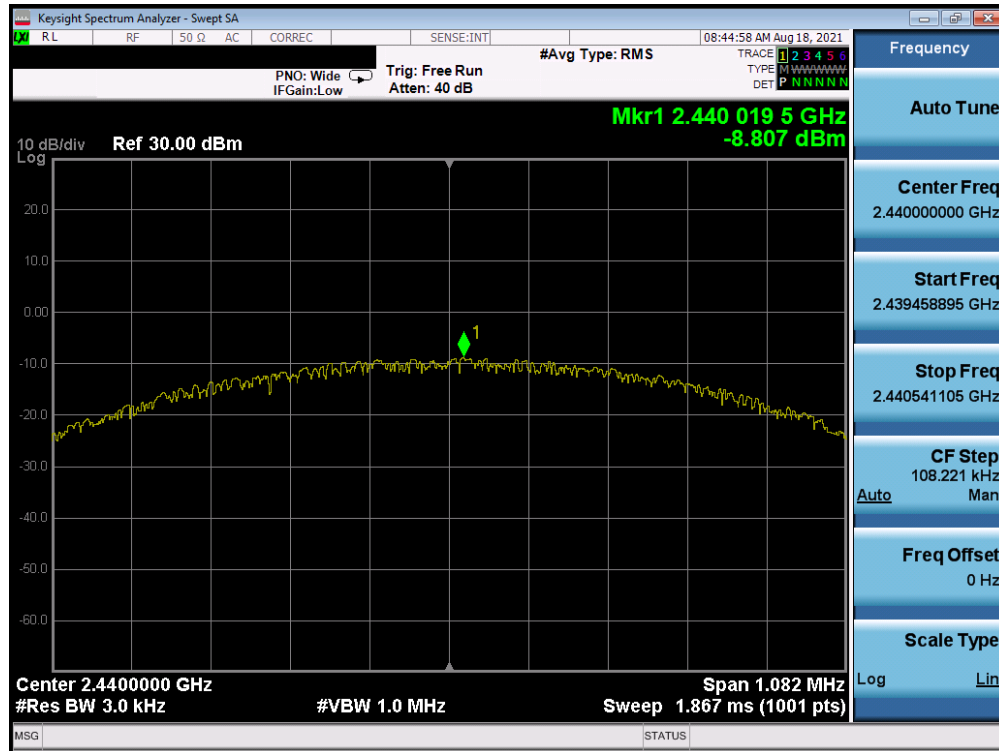 Keysight Spectrum Analyzer - Swept SA
LXI RL RF 50 Ω AC CORREC SENSE:INT 08:44:58 AM Aug 18, 2021
#Avg Type: RMS
TRACE 1 2 3 4 5 6
TYPE M W W W W W
DET P N N N N N
PNO: Wide
IFGain:Low
Trig: Free Run
Atten: 40 dB
Mkr1 2.440 019 5 GHz
-8.807 dBm
10 dB/div Ref 30.00 dBm
Log
20.0
10.0
0.00
-10.0
-20.0
-30.0
-40.0
-50.0
-60.0
1
Center 2.4400000 GHz Span 1.082 MHz
#Res BW 3.0 kHz #VBW 1.0 MHz Sweep 1.867 ms (1001 pts)
MSG STATUS
Frequency
Auto Tune
Center Freq
2.440000000 GHz
Start Freq
2.439458895 GHz
Stop Freq
2.440541105 GHz
CF Step
108.221 kHz
Auto Man
Freq Offset
0 Hz
Scale Type
Log Lin